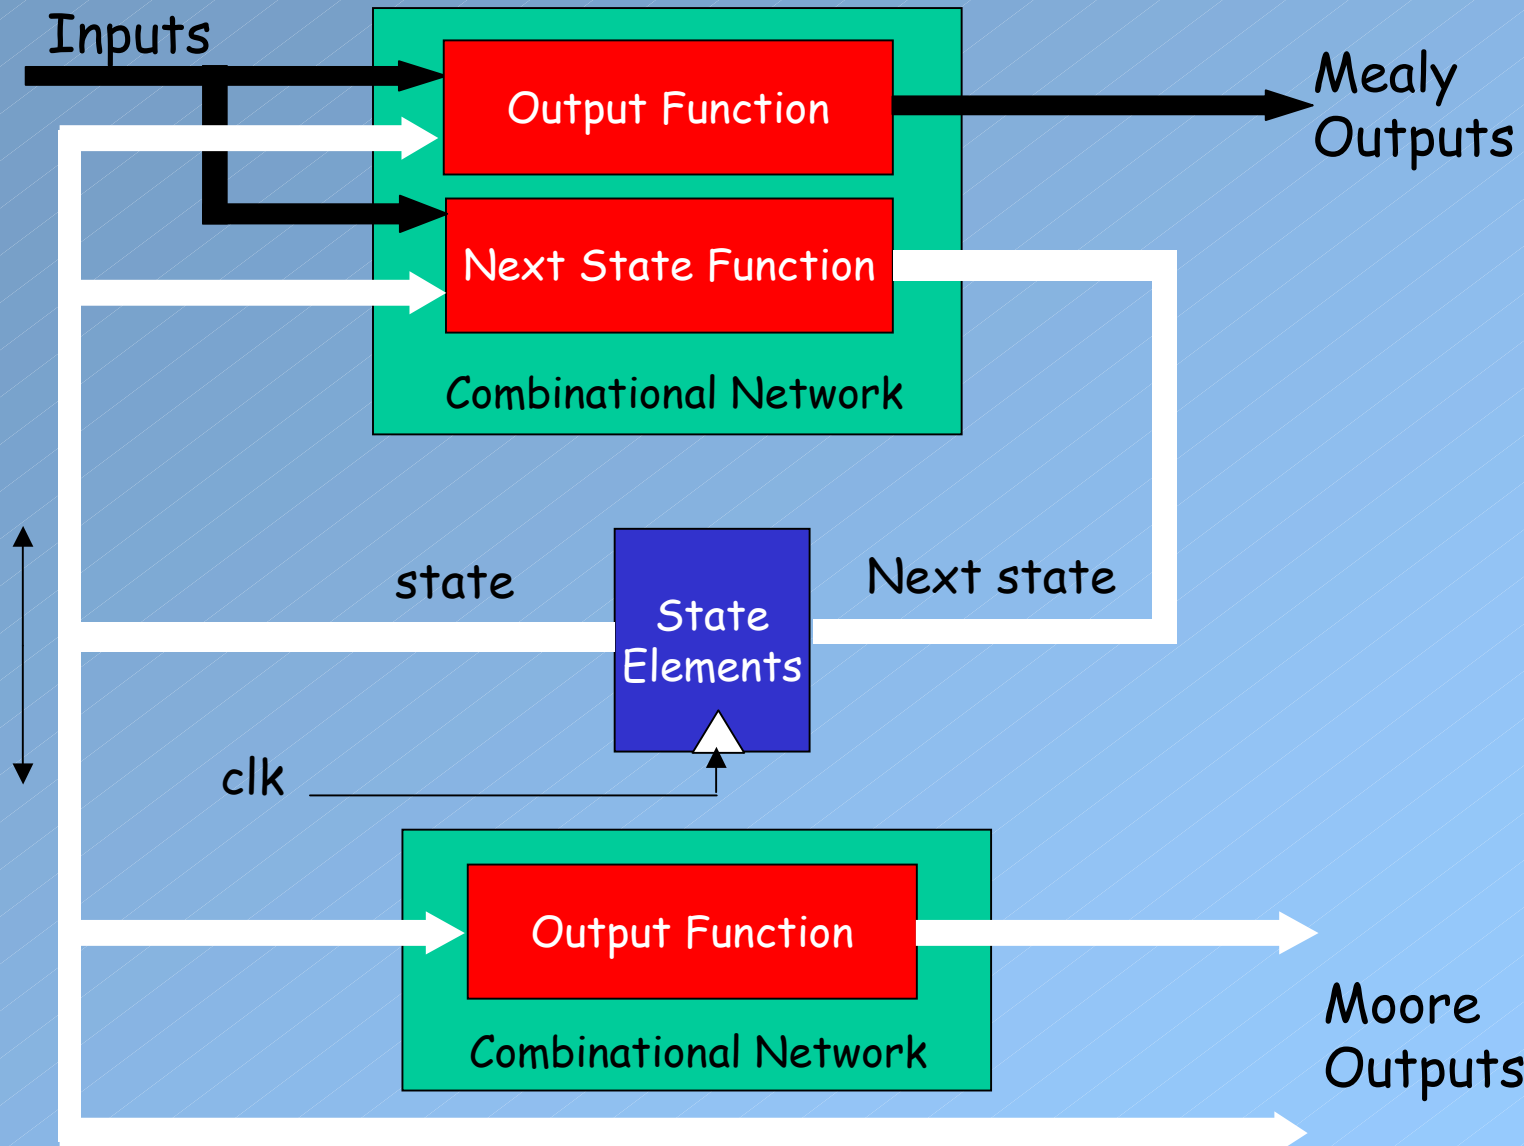 Inputs
Output Function
Mealy
Outputs
Next State Function
Combinational Network
state
State
Elements
Next state
clk
Output Function
Combinational Network
Moore
Outputs